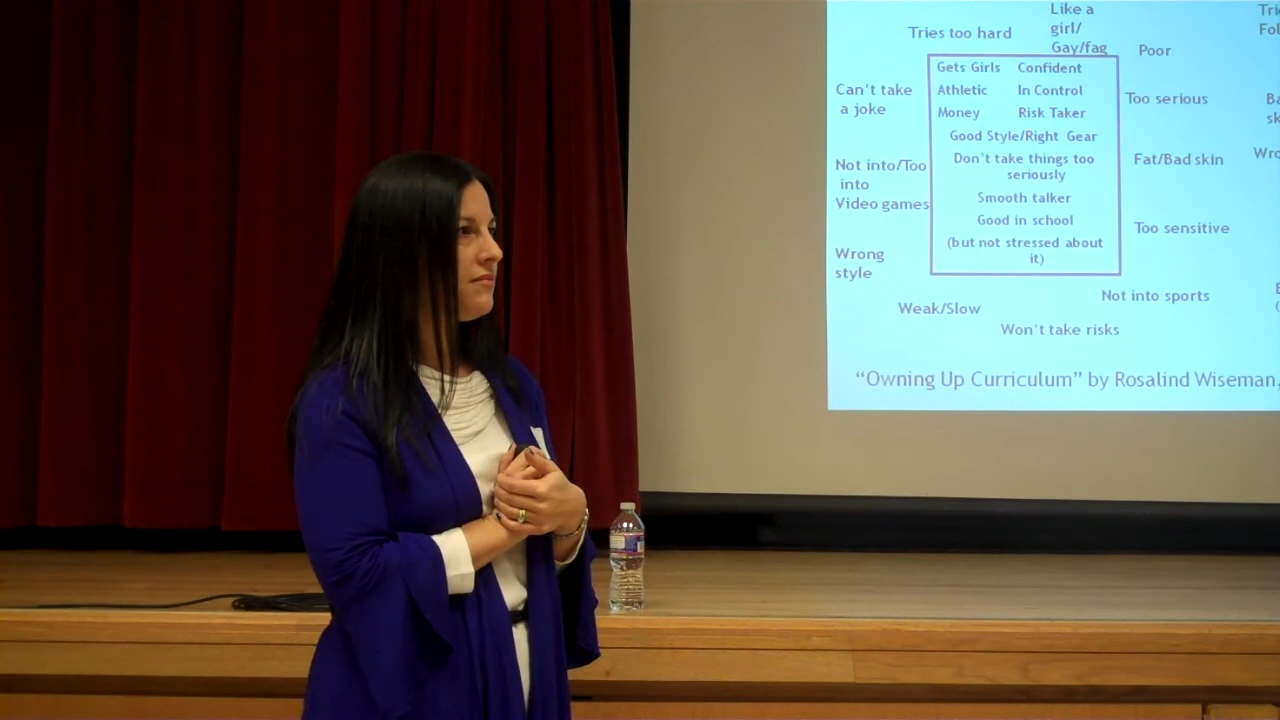 Like a
girl/
Gay/fag
Tries too hard
Poor
Gets Girls Confident
Athletic In Control
Money Risk Taker
Good Style/Right Gear
Don't take things too
seriously
Smooth talker
Good in school
(but not stressed about
it)
Can't take
a joke
Too serious
Not into/Too
into
Video games
Fat/Bad skin
Too sensitive
Wrong
style
Not into sports
Weak/Slow
Won't take risks
“Owning Up Curriculum” by Rosalind Wiseman,